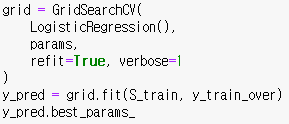 grid = GridSearchCV(
    LogisticRegression(),
    params,
    refit=True, verbose=1
)
y_pred = grid.fit(S_train, y_train_over)
y_pred.best_params_